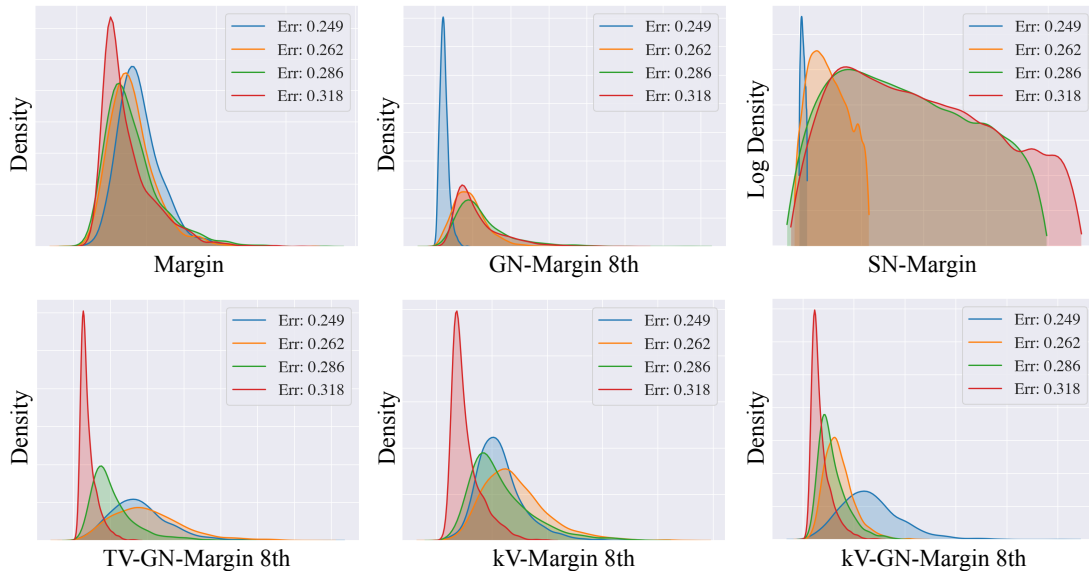 Density
Err: 0.249
Err: 0.262
Err: 0.286
Err: 0.318
Margin
Density
Err: 0.249
Err: 0.262
Err: 0.286
Err: 0.318
GN-Margin 8th
Log Density
Err: 0.249
Err: 0.262
Err: 0.286
Err: 0.318
SN-Margin
Density
Err: 0.249
Err: 0.262
Err: 0.286
Err: 0.318
TV-GN-Margin 8th
Density
Err: 0.249
Err: 0.262
Err: 0.286
Err: 0.318
kV-Margin 8th
Density
Err: 0.249
Err: 0.262
Err: 0.286
Err: 0.318
kV-GN-Margin 8th